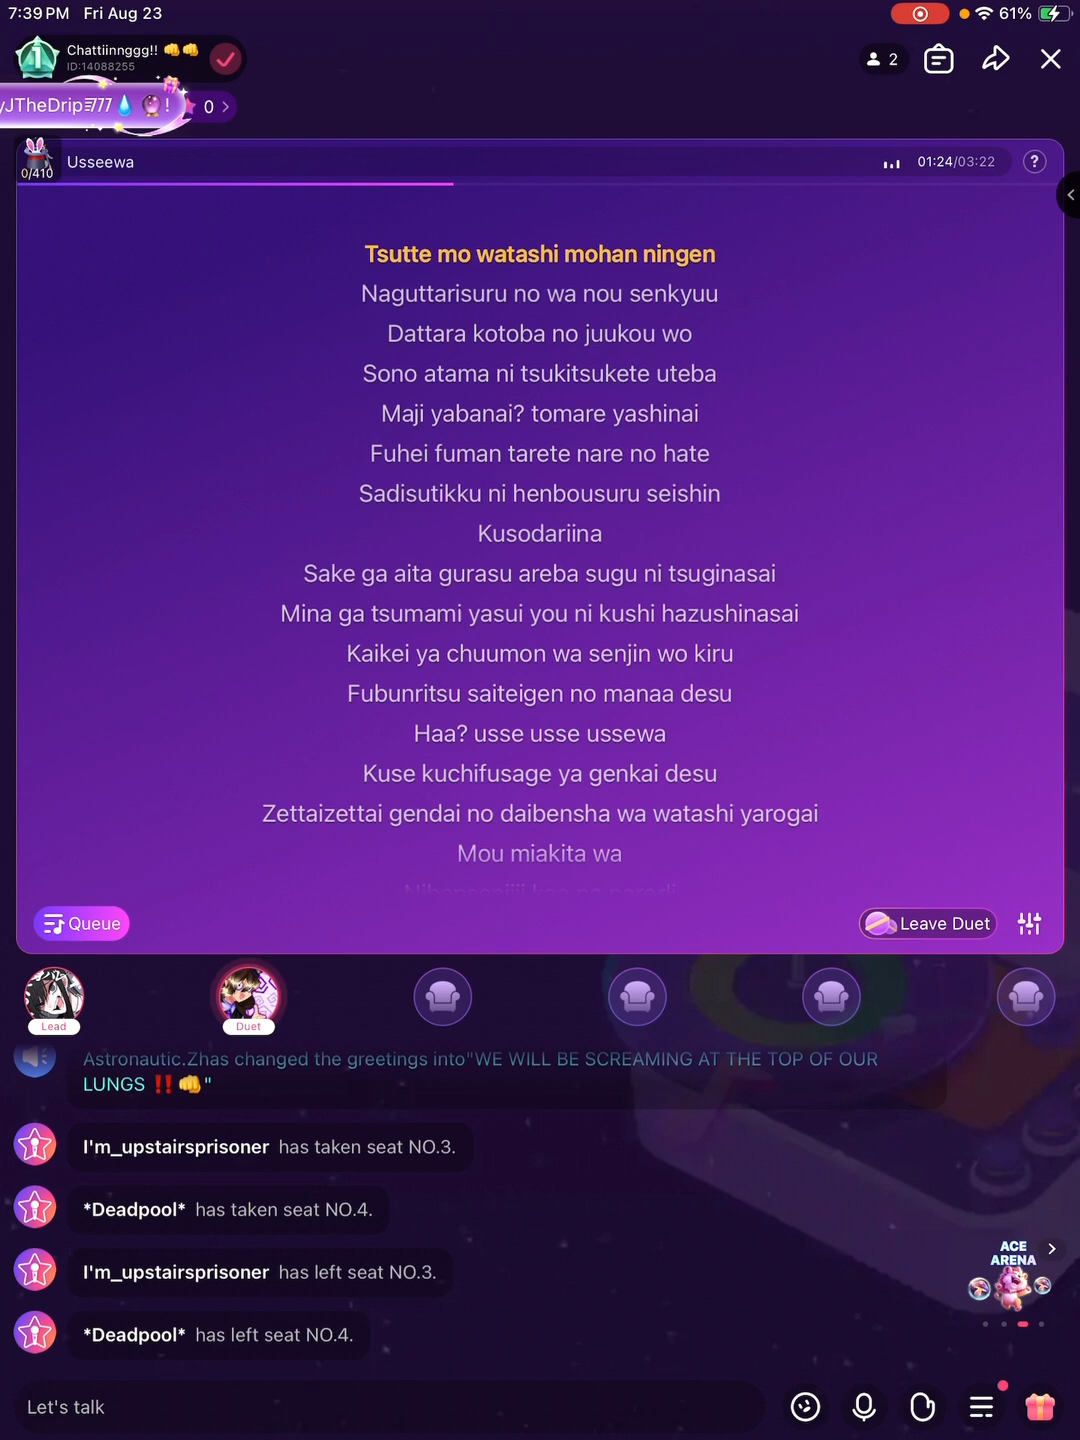 7:39 PM Fri Aug 23 61%
Chattiinnggg!! 👊👊
ID:14088255
2
yJTheDrip 777 💧 🔮 ! 0 >
0/410
Usseewa 01:24/03:22 ?
Tsutte mo watashi mohan ningen
Naguttarisuru no wa nou senkyuu
Dattara kotoba no juukou wo
Sono atama ni tsukitsukete uteba
Maji yabanai? tomare yashinai
Fuhei fuman tarete nare no hate
Sadisutikku ni henbousuru seishin
Kusodariina
Sake ga aita gurasu areba sugu ni tsuginasai
Mina ga tsumami yasui you ni kushi hazushinasai
Kaikei ya chuumon wa senjin wo kiru
Fubunritsu saiteigen no manaa desu
Haa? usse usse ussewa
Kuse kuchifusage ya genkai desu
Zettaizettai gendai no daibensha wa watashi yarogai
Mou miakita wa
Queue Leave Duet
Lead Duet
Astronautic.Zhas changed the greetings into"WE WILL BE SCREAMING AT THE TOP OF OUR
LUNGS ‼️👊"
I'm_upstairsprisoner has taken seat NO.3.
*Deadpool* has taken seat NO.4.
I'm_upstairsprisoner has left seat NO.3.
*Deadpool* has left seat NO.4.
ACE
ARENA
Let's talk